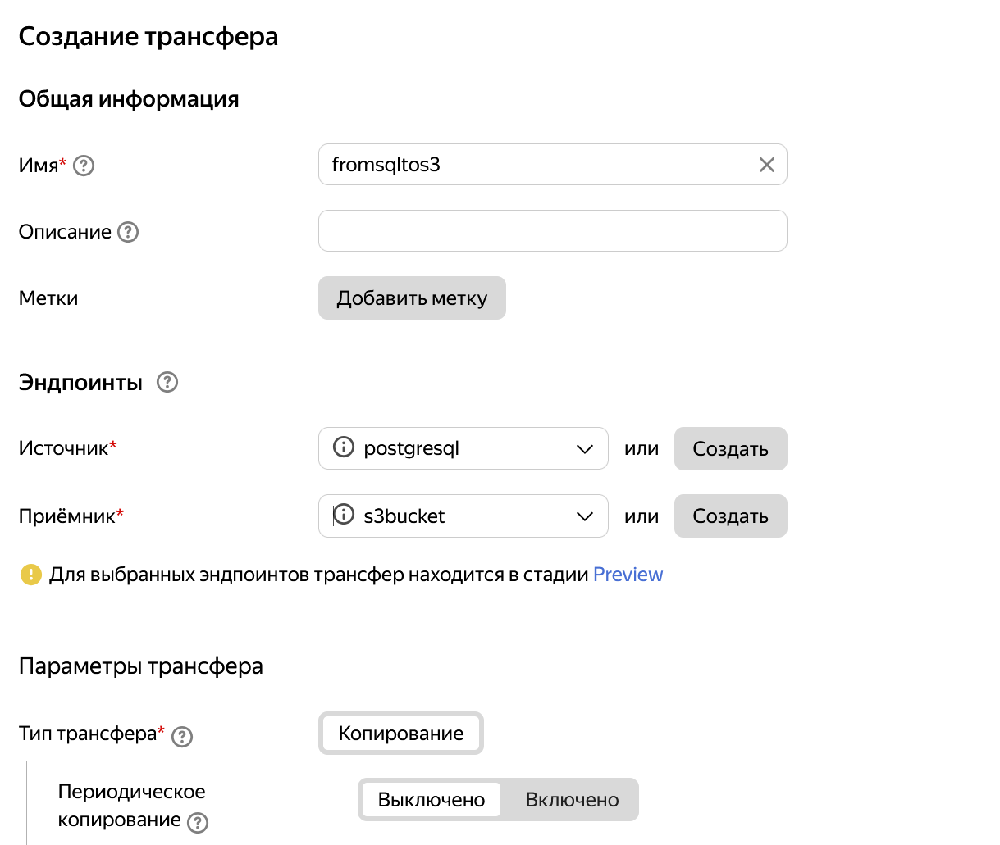 Создание трансфера
Общая информация
Имя*
fromsqltos3
Описание
Метки
Добавить метку
Эндпоинты
Источник*
postgresql
или
Создать
Приёмник*
s3bucket
или
Создать
Для выбранных эндпоинтов трансфер находится в стадии Preview
Параметры трансфера
Тип трансфера*
Копирование
Периодическое
копирование
Выключено
Включено